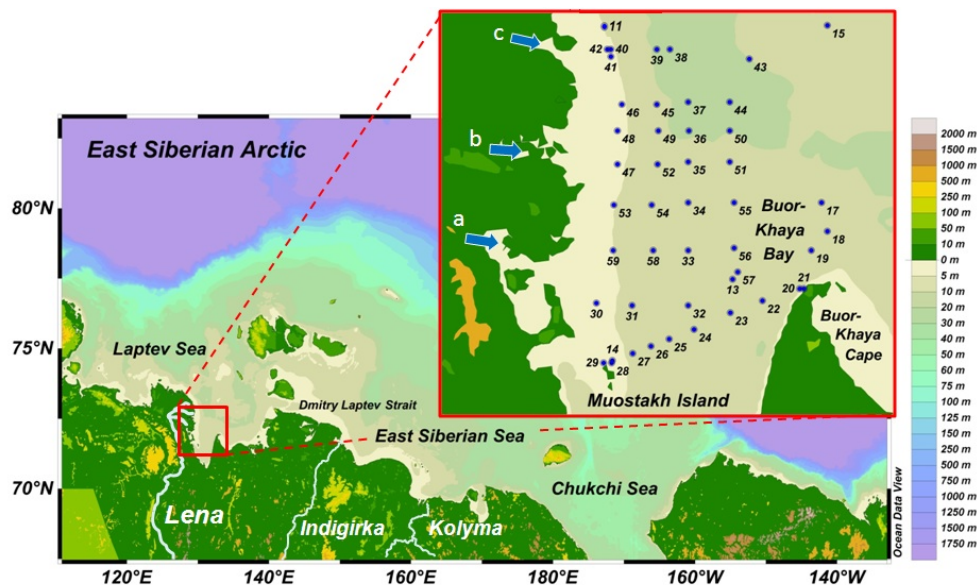 c
11
15
42
40
41
39
38
43
46
45
37
44
48
49
36
50
b
47
52
35
51
53
54
34
55
Buor-
Khaya
Bay
17
18
a
59
58
33
56
19
57
13
21
20
30
31
32
23
22
24
Buor-
Khaya
Cape
14
29
28
27
26
25
Muostakh Island
East Siberian Arctic
80°N
75°N
70°N
Laptev Sea
Dmitry Laptev Strait
East Siberian Sea
Chukchi Sea
Lena
Indigirka
Kolyma
120°E
140°E
160°E
180°E
160°W
140°W
Ocean Data View
2000 m
1500 m
1000 m
500 m
250 m
100 m
50 m
10 m
0 m
5 m
10 m
20 m
30 m
40 m
50 m
60 m
75 m
100 m
125 m
250 m
500 m
750 m
1000 m
1250 m
1500 m
1750 m